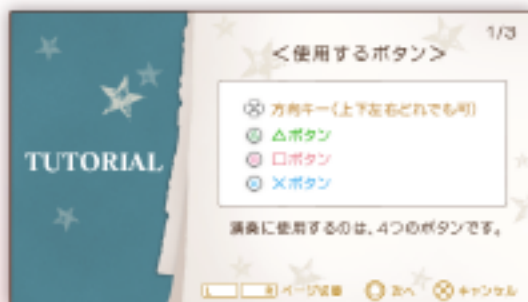 1/3
＜使用するボタン＞
方向キー(上下左右どれでも可)
△ボタン
□ボタン
×ボタン
TUTORIAL
演奏に使用するのは、4つのボタンです。
L R ページ切替 ○ 次へ × キャンセル